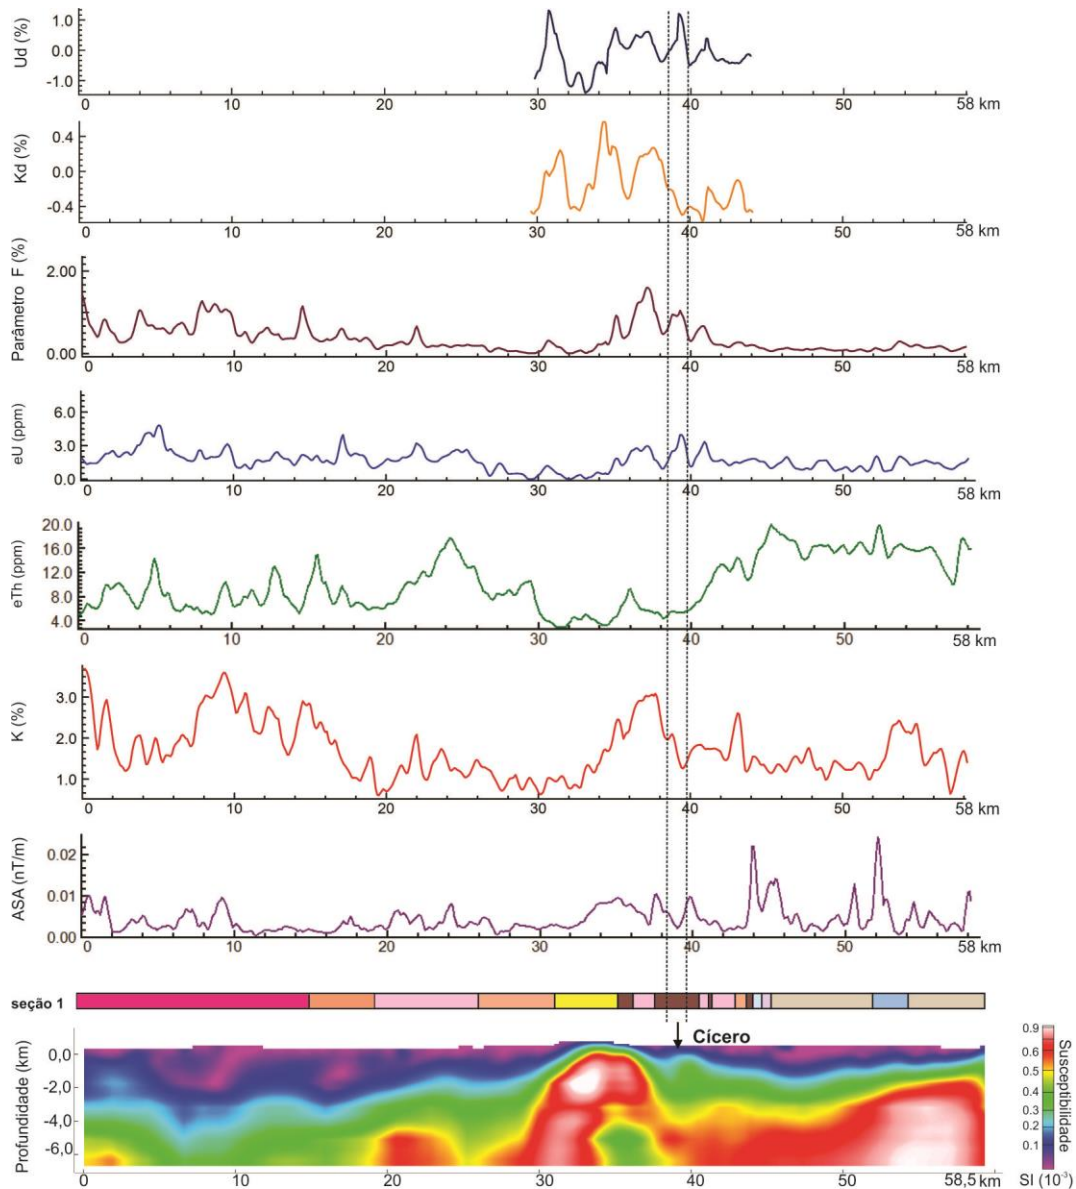 Ud (%)
1.0
0.0
-1.0
0 10 20 30 40 50 58 km
Kd (%)
0.4
0.0
-0.4
0 10 20 30 40 50 58 km
Parâmetro F (%)
2.00
0.00
0 10 20 30 40 50 58 km
eU (ppm)
6.0
3.0
0.0
0 10 20 30 40 50 58 km
eTh (ppm)
20.0
16.0
12.0
8.0
4.0
0 10 20 30 40 50 58 km
K (%)
3.0
2.0
1.0
0 10 20 30 40 50 58 km
ASA (nT/m)
0.02
0.01
0.00
0 10 20 30 40 50 58 km
seção 1
Cícero
Profundidade (km)
0,0
-2,0
-4,0
-6,0
0 10 20 30 40 50 58,5 km
0.9
0.6
0.5
0.4
0.3
0.2
0.1
Susceptibilidade
SI (10⁻³)